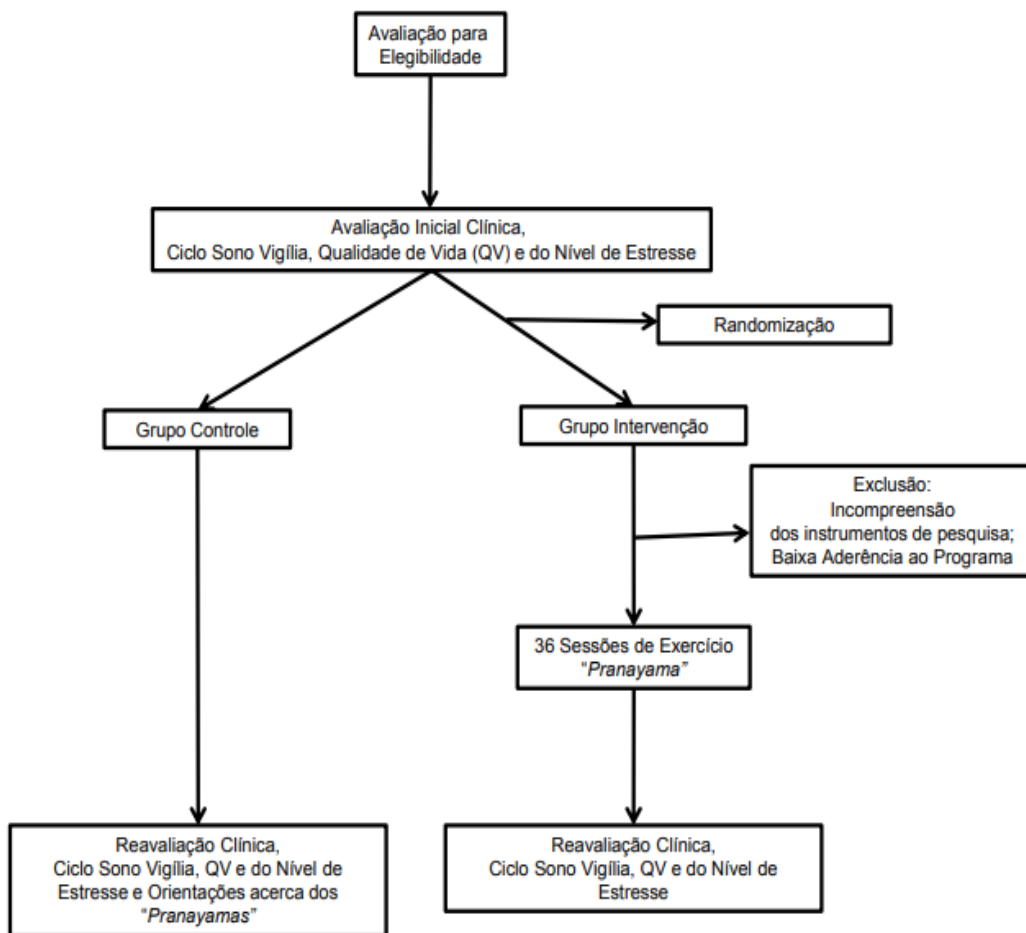 Avaliação para
Elegibilidade
Avaliação Inicial Clínica,
Ciclo Sono Vigília, Qualidade de Vida (QV) e do Nível de Estresse
Randomização
Grupo Controle
Grupo Intervenção
Exclusão:
Incompreensão
dos instrumentos de pesquisa;
Baixa Aderência ao Programa
36 Sessões de Exercício
“Pranayama”
Reavaliação Clínica,
Ciclo Sono Vigília, QV e do Nível de
Estresse e Orientações acerca dos
“Pranayamas”
Reavaliação Clínica,
Ciclo Sono Vigília, QV e do Nível de
Estresse